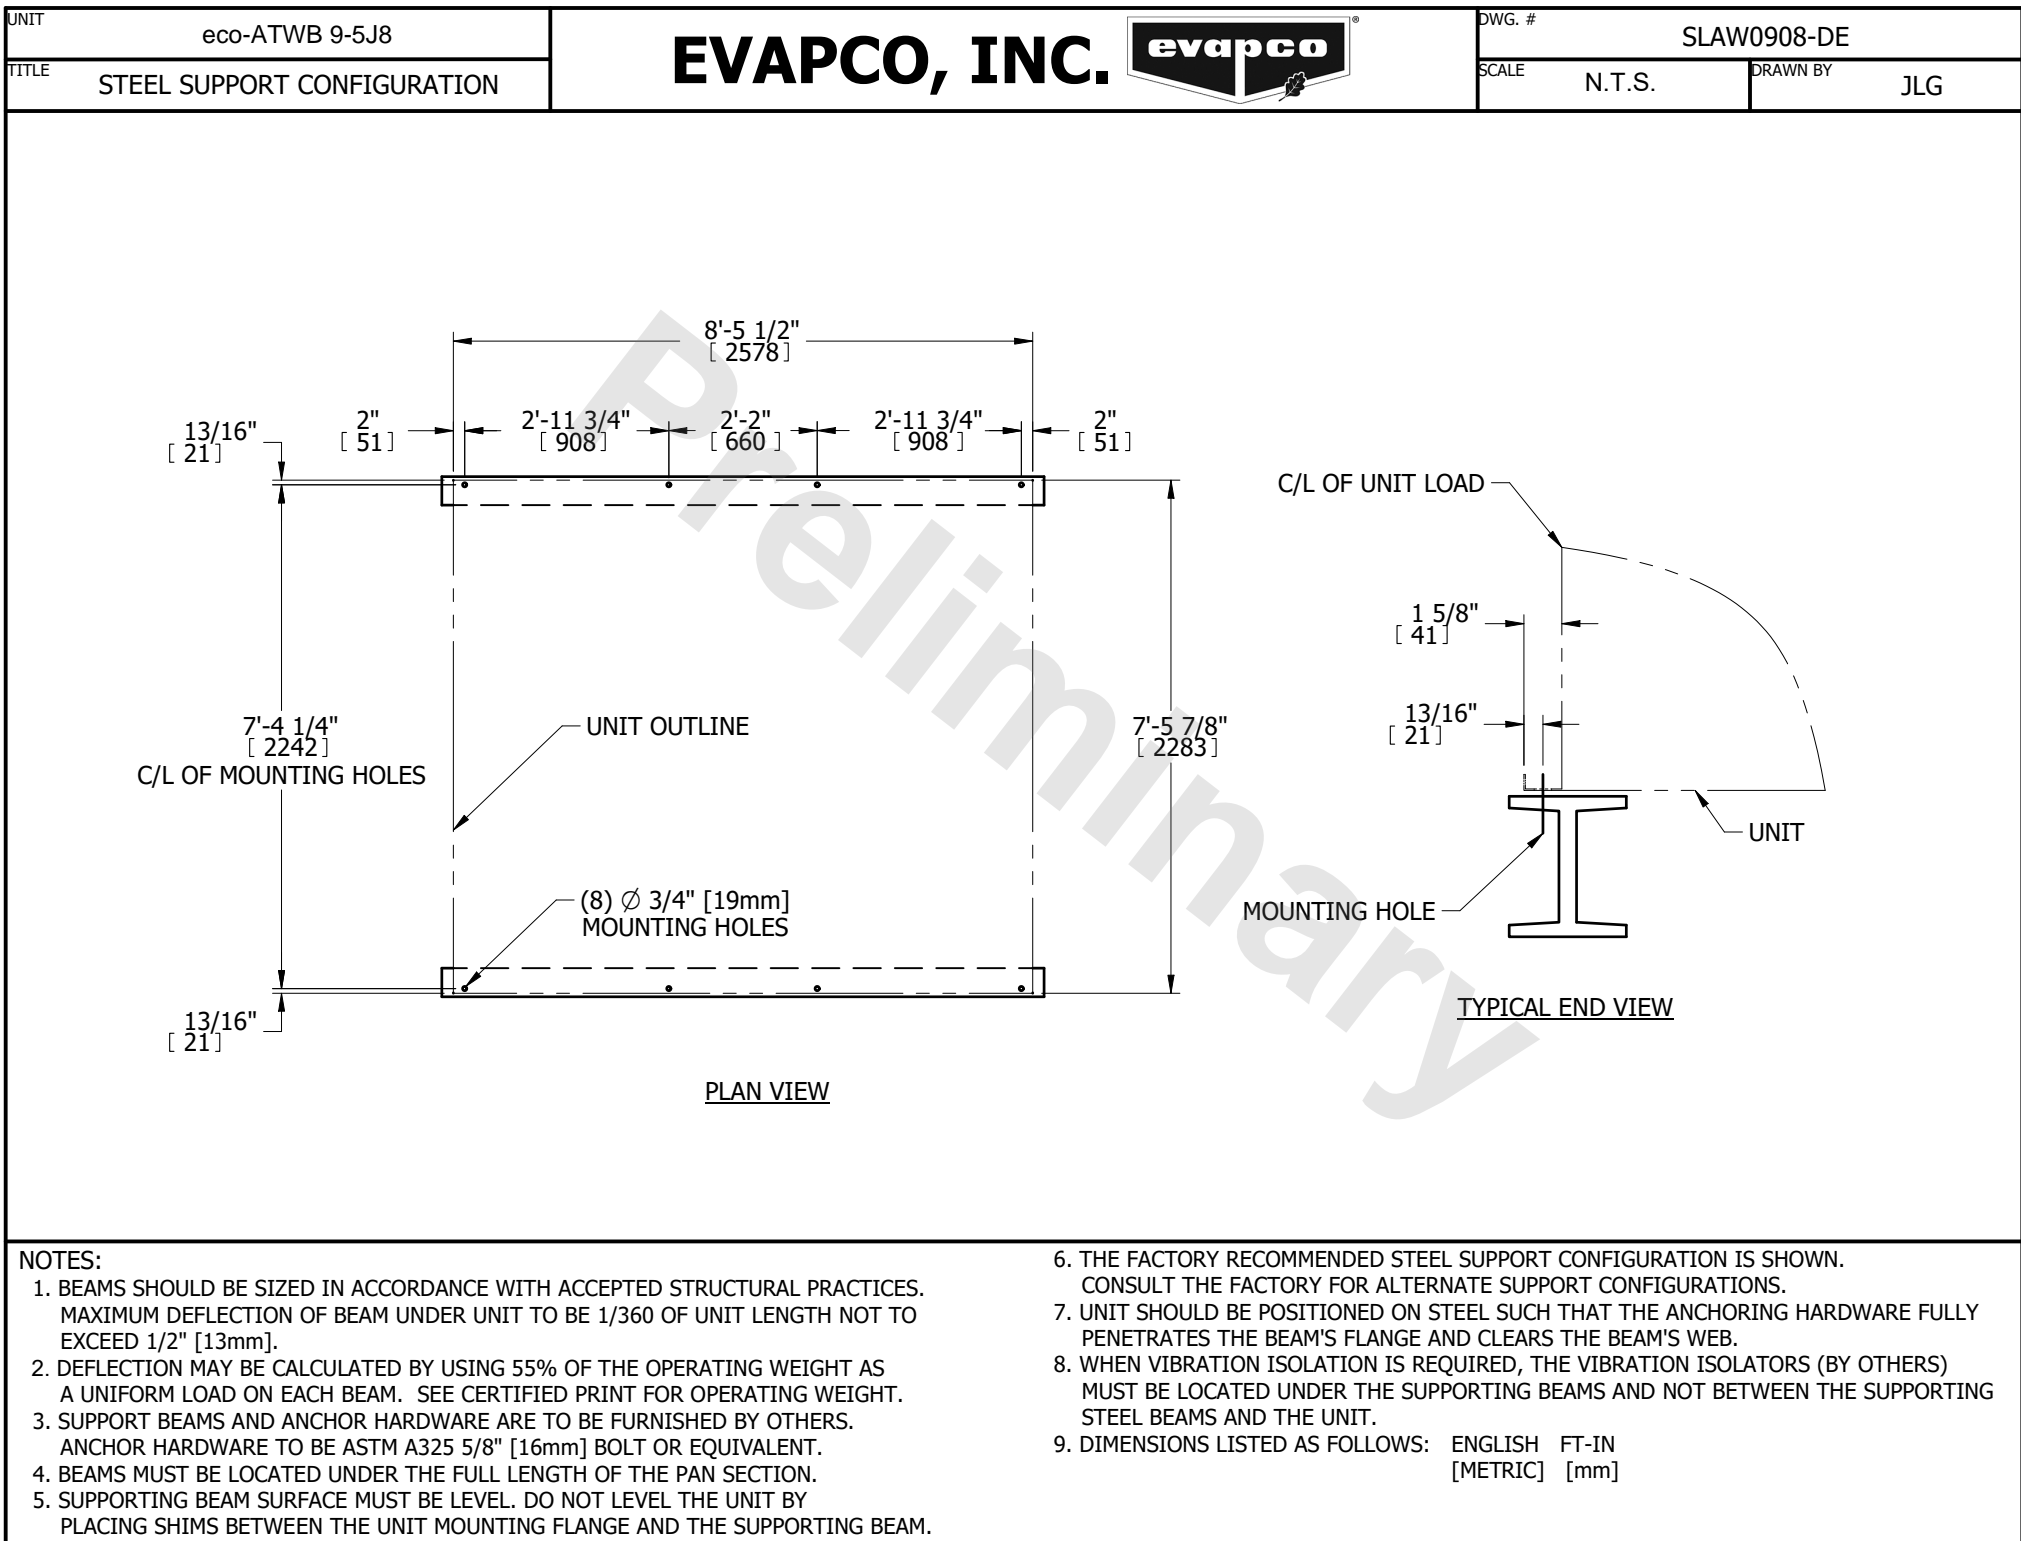 UNIT
eco-ATWB 9-5J8
TITLE
STEEL SUPPORT CONFIGURATION
EVAPCO, INC.
evapco
®
DWG. #
SLAW0908-DE
SCALE
N.T.S.
DRAWN BY
JLG
8'-5 1/2"
[ 2578 ]
13/16"
[ 21 ]
2"
[ 51 ]
2'-11 3/4"
[ 908 ]
2'-2"
[ 660 ]
2'-11 3/4"
[ 908 ]
2"
[ 51 ]
7'-4 1/4"
[ 2242 ]
C/L OF MOUNTING HOLES
UNIT OUTLINE
7'-5 7/8"
[ 2283 ]
(8) ∅ 3/4" [19mm]
MOUNTING HOLES
13/16"
[ 21 ]
PLAN VIEW
C/L OF UNIT LOAD
1 5/8"
[ 41 ]
13/16"
[ 21 ]
UNIT
MOUNTING HOLE
TYPICAL END VIEW
Preliminary
NOTES:
1. BEAMS SHOULD BE SIZED IN ACCORDANCE WITH ACCEPTED STRUCTURAL PRACTICES.
MAXIMUM DEFLECTION OF BEAM UNDER UNIT TO BE 1/360 OF UNIT LENGTH NOT TO
EXCEED 1/2" [13mm].
2. DEFLECTION MAY BE CALCULATED BY USING 55% OF THE OPERATING WEIGHT AS
A UNIFORM LOAD ON EACH BEAM. SEE CERTIFIED PRINT FOR OPERATING WEIGHT.
3. SUPPORT BEAMS AND ANCHOR HARDWARE ARE TO BE FURNISHED BY OTHERS.
ANCHOR HARDWARE TO BE ASTM A325 5/8" [16mm] BOLT OR EQUIVALENT.
4. BEAMS MUST BE LOCATED UNDER THE FULL LENGTH OF THE PAN SECTION.
5. SUPPORTING BEAM SURFACE MUST BE LEVEL. DO NOT LEVEL THE UNIT BY
PLACING SHIMS BETWEEN THE UNIT MOUNTING FLANGE AND THE SUPPORTING BEAM.
6. THE FACTORY RECOMMENDED STEEL SUPPORT CONFIGURATION IS SHOWN.
CONSULT THE FACTORY FOR ALTERNATE SUPPORT CONFIGURATIONS.
7. UNIT SHOULD BE POSITIONED ON STEEL SUCH THAT THE ANCHORING HARDWARE FULLY
PENETRATES THE BEAM'S FLANGE AND CLEARS THE BEAM'S WEB.
8. WHEN VIBRATION ISOLATION IS REQUIRED, THE VIBRATION ISOLATORS (BY OTHERS)
MUST BE LOCATED UNDER THE SUPPORTING BEAMS AND NOT BETWEEN THE SUPPORTING
STEEL BEAMS AND THE UNIT.
9. DIMENSIONS LISTED AS FOLLOWS: ENGLISH FT-IN
[METRIC] [mm]